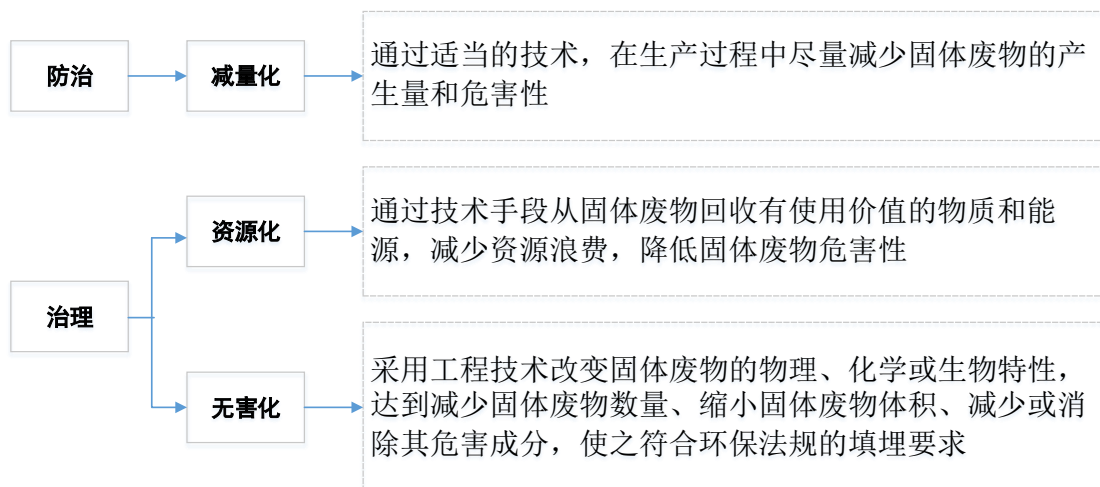 防治
减量化
通过适当的技术，在生产过程中尽量减少固体废物的产
生量和危害性
治理
资源化
通过技术手段从固体废物回收有使用价值的物质和能
源，减少资源浪费，降低固体废物危害性
无害化
采用工程技术改变固体废物的物理、化学或生物特性，
达到减少固体废物数量、缩小固体废物体积、减少或消
除其危害成分，使之符合环保法规的填埋要求